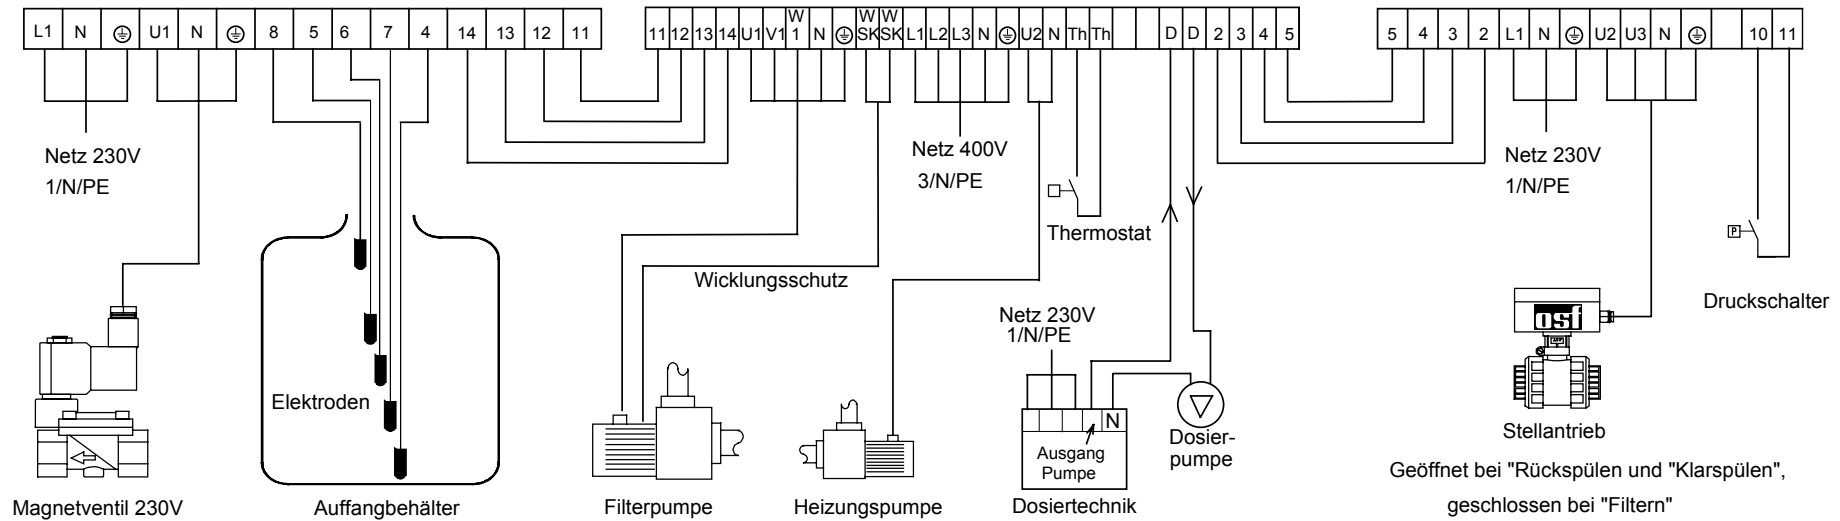 L1 N U1 N 8 5 6 7 4 14 13 12 11
W W W
11 12 13 14 U1 V1 1 N SK SK L1 L2 L3 N U2 N Th Th D D 2 3 4 5
5 4 3 2 L1 N U2 U3 N 10 11
Netz 230V
1/N/PE
Netz 400V
3/N/PE
Netz 230V
1/N/PE
Thermostat
P
Wicklungsschutz
Druckschalter
Netz 230V
1/N/PE
osf
Elektroden
N
Ausgang
Pumpe
Dosier-
pumpe
Stellantrieb
Geöffnet bei "Rückspülen und "Klarspülen",
geschlossen bei "Filtern"
Magnetventil 230V
Auffangbehälter
Filterpumpe
Heizungspumpe
Dosiertechnik